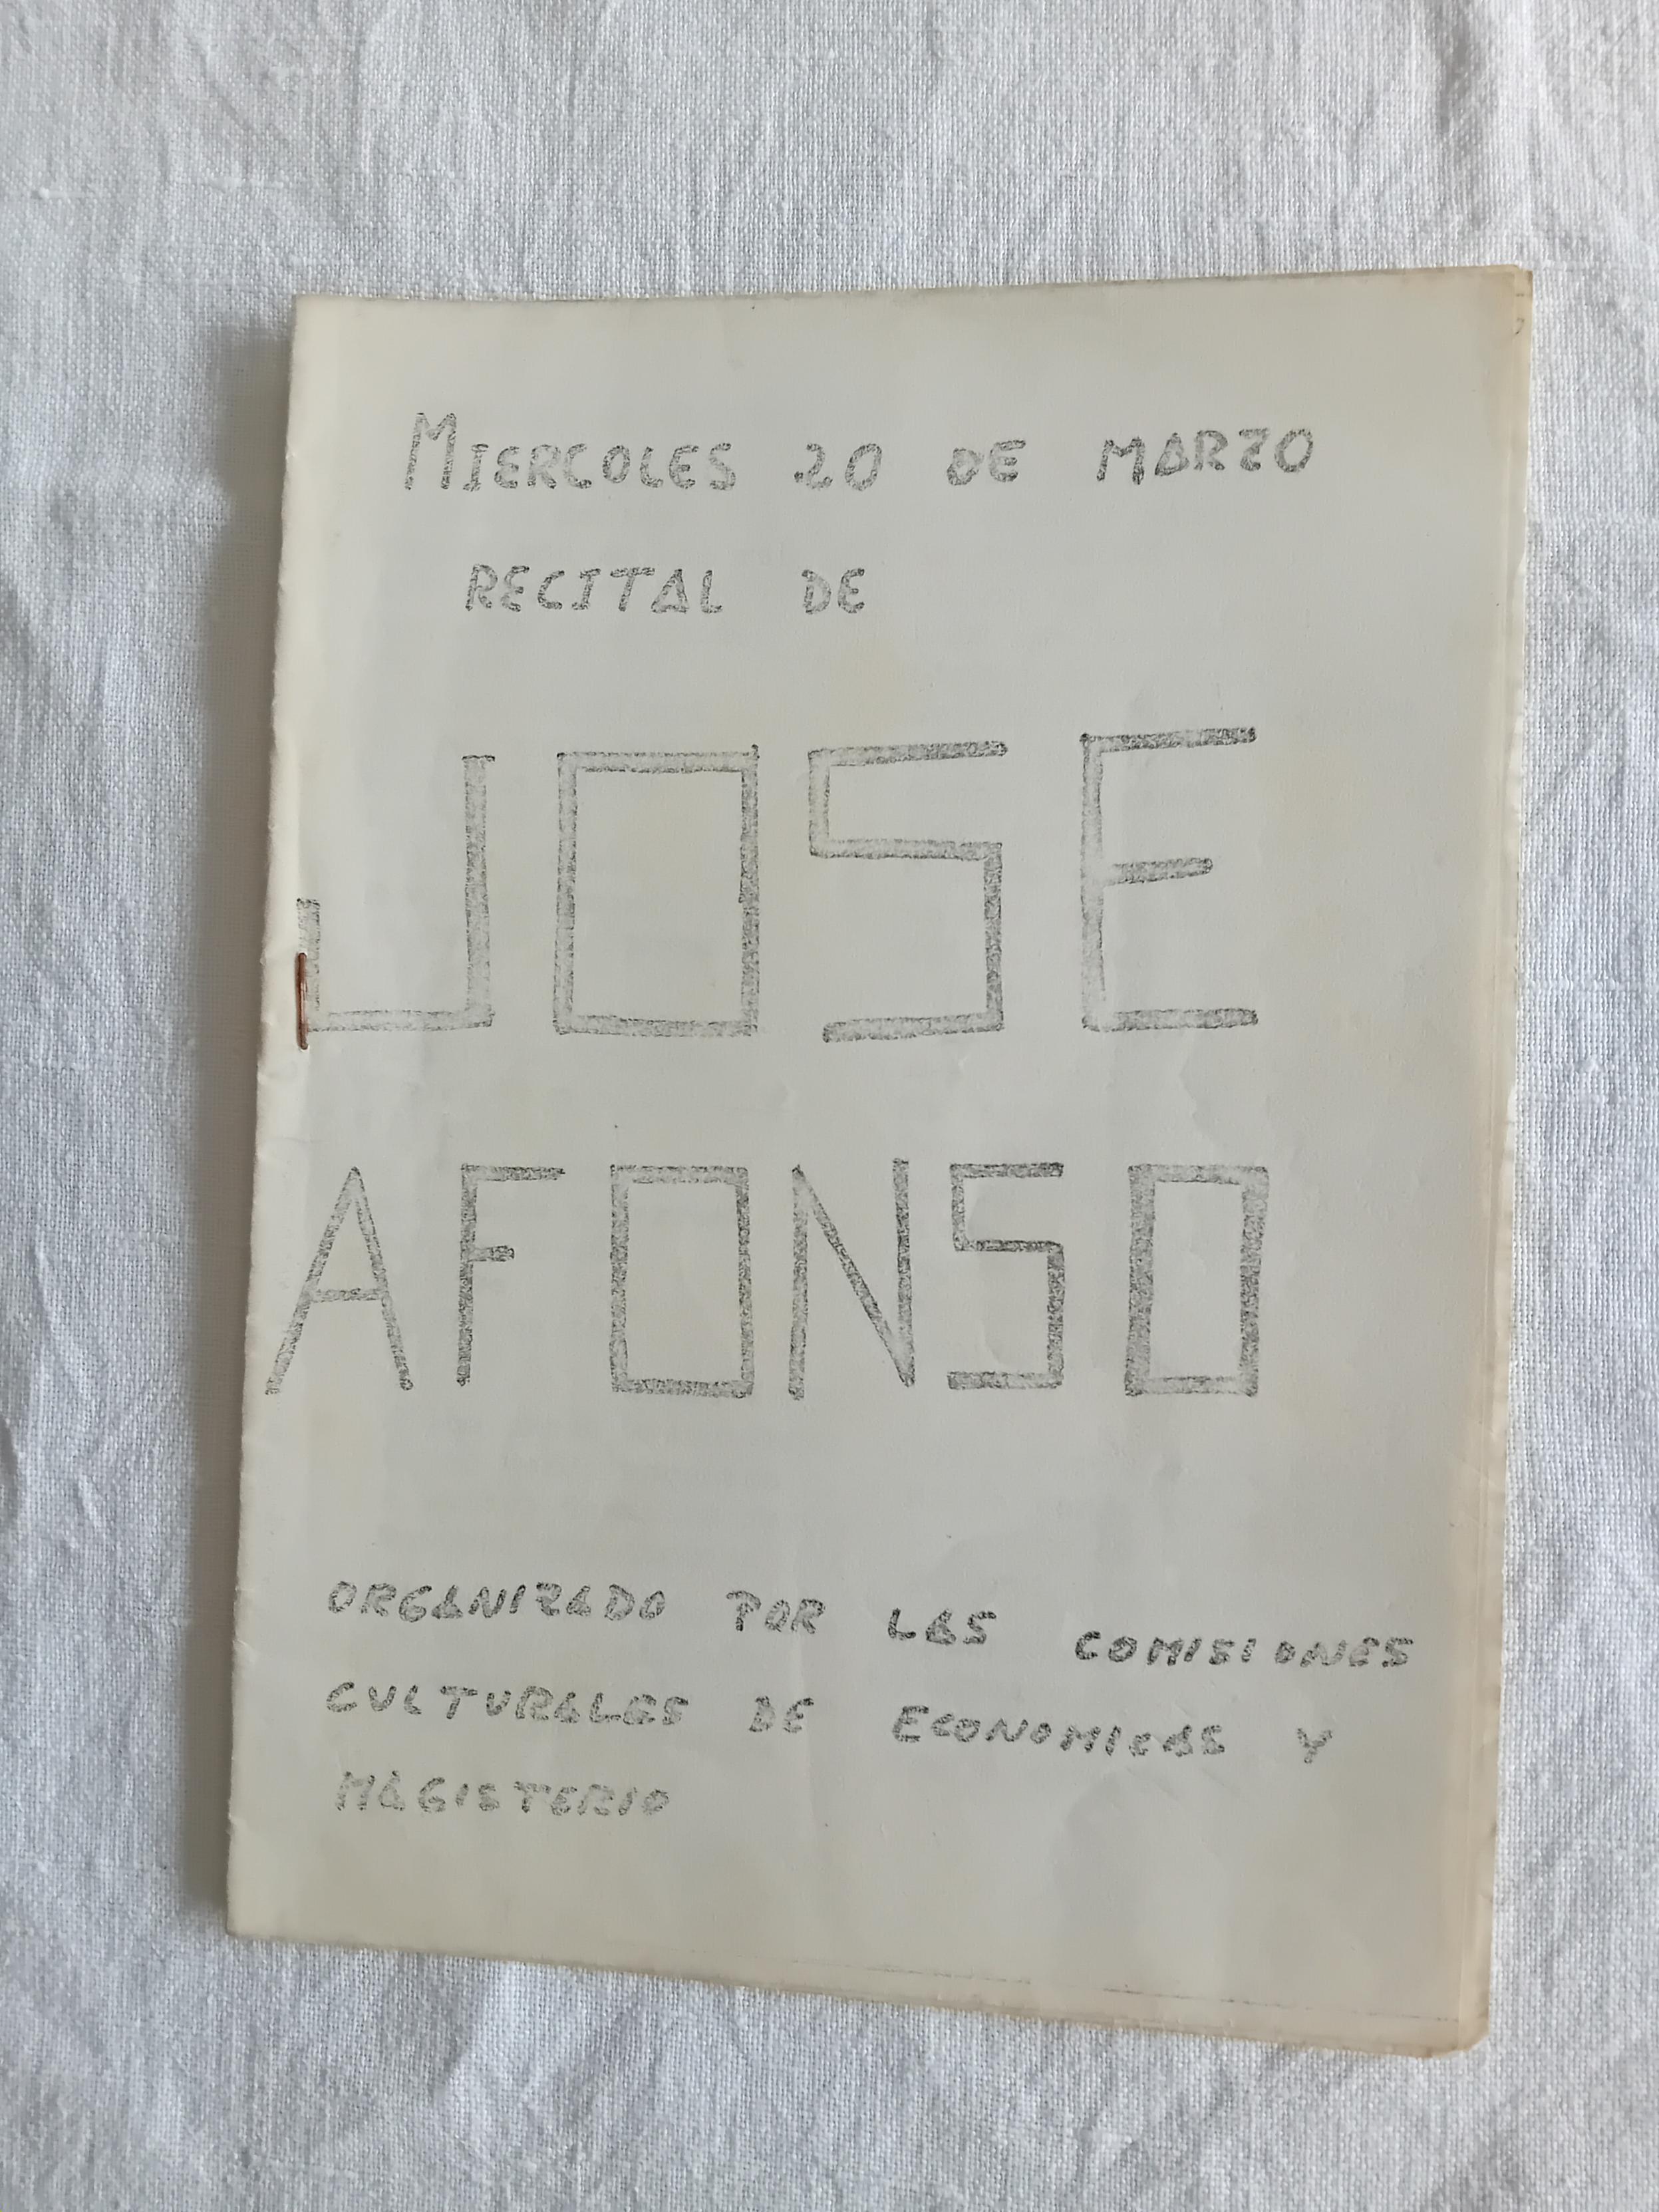 MIERCOLES 20 DE MARZO
RECITAL DE
JOSE
AFONSO
ORGANIZADO POR LAS COMISIONES
CULTURALES DE ECONOMICAS Y
MAGISTERIO